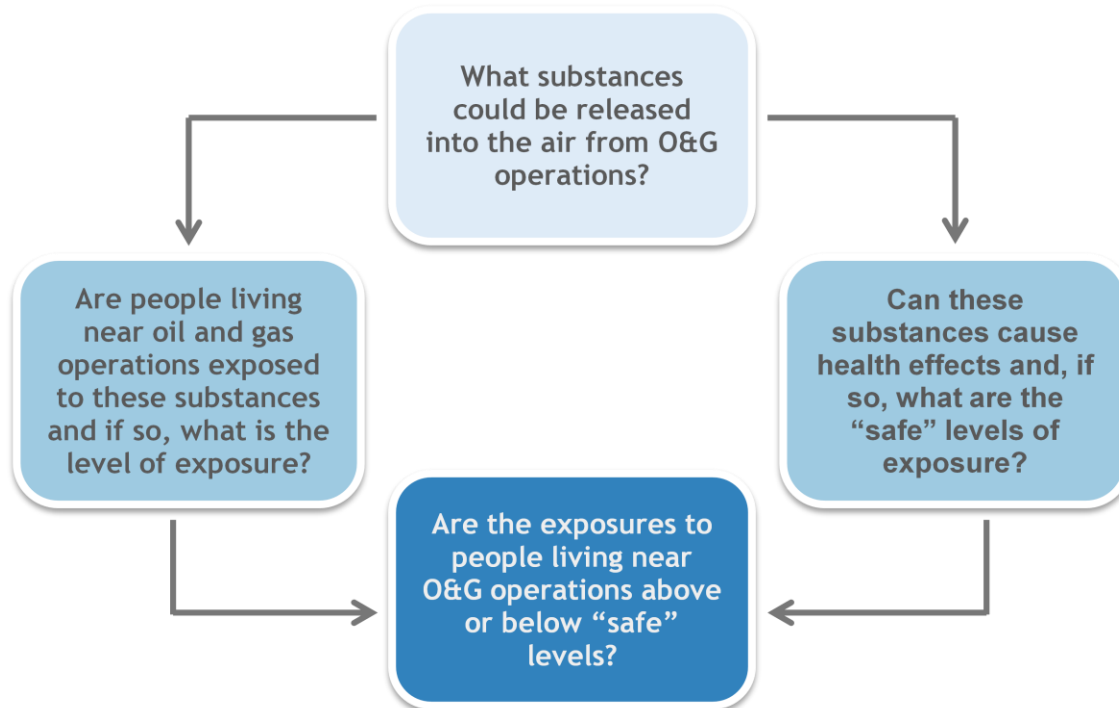 What substances
could be released
into the air from O&G
operations?
Are people living
near oil and gas
operations exposed
to these substances
and if so, what is the
level of exposure?
Can these
substances cause
health effects and, if
so, what are the
“safe” levels of
exposure?
Are the exposures to
people living near
O&G operations above
or below “safe”
levels?